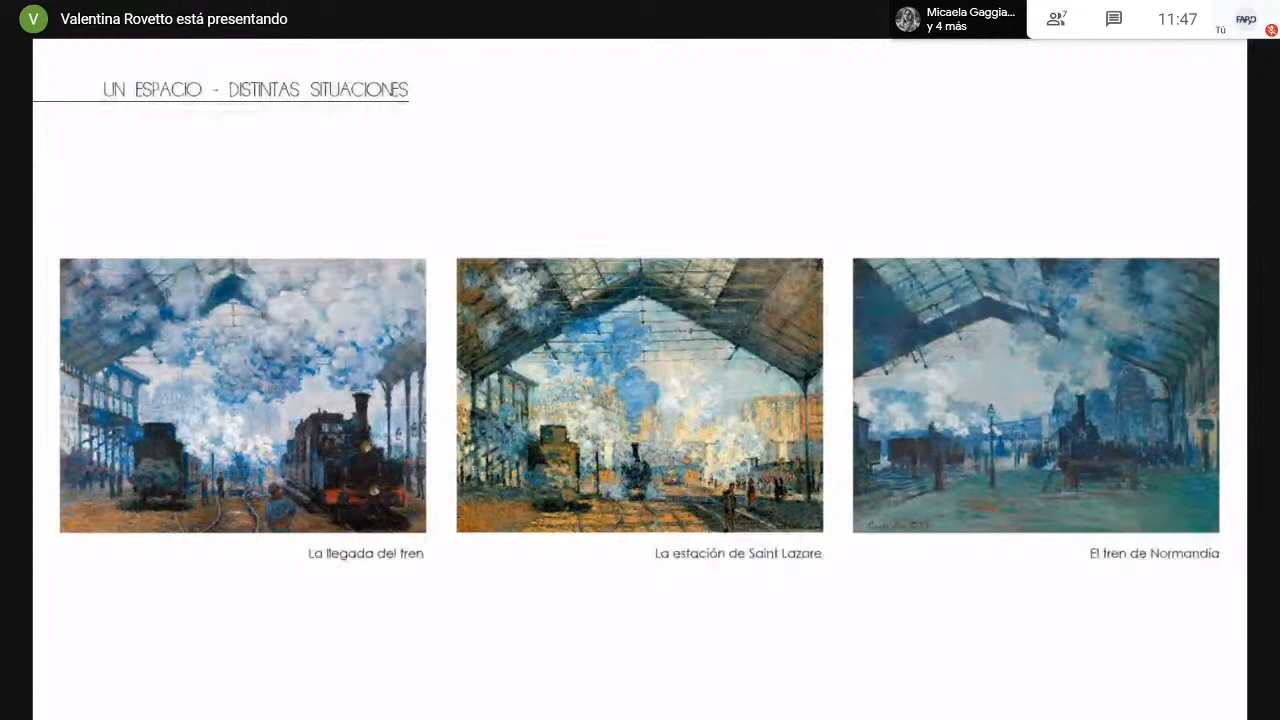 V
Valentina Rovetto está presentando
Micaela Gaggia...
y 4 más
7
11:47
Tú
UN ESPACIO - DISTINTAS SITUACIONES
La llegada del tren
La estación de Saint Lazare
El tren de Normandía